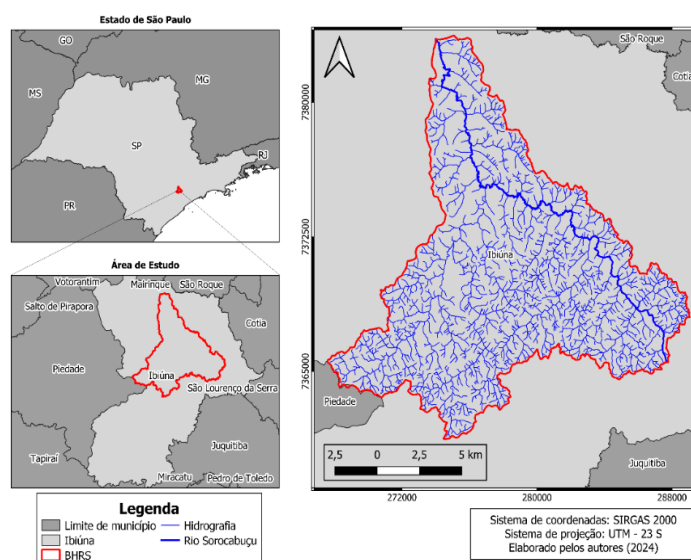 Estado de São Paulo
GO
MG
MS
SP
RJ
PR
Área de Estudo
Votorantim
Mairinque
São Roque
Salto de Pirapora
Cotia
Piedade
Ibiúna
São Lourenço da Serra
Juquitiba
Tapiraí
Miracatu
Pedro de Toledo
Legenda
Limite de município
Hidrografia
Ibiúna
Rio Sorocabuçu
BHRS
São Roque
Cotia
7380000
7372500
Ibiúna
7365000
Piedade
2,5 0 2,5 5 km
Juquitiba
272000 280000 288000
Sistema de coordenadas: SIRGAS 2000
Sistema de projeção: UTM - 23 S
Elaborado pelos autores (2024)